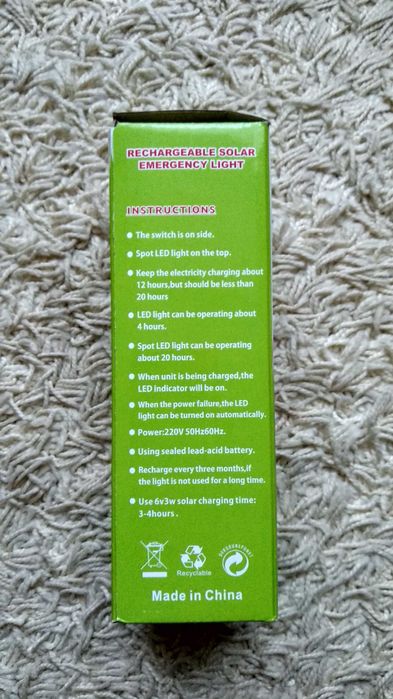 RECHARGEABLE SOLAR
EMERGENCY LIGHT
INSTRUCTIONS
The switch is on side.
Spot LED light on the top.
Keep the electricity charging about
12 hours,but should be less than
20 hours
LED light can be operating about
4 hours.
Spot LED light can be operating
about 20 hours.
When unit is being charged,the
LED indicator will be on.
When the power failure,the LED
light can be turned on automatically.
Power:220V 50Hz60Hz.
Using sealed lead-acid battery.
Recharge every three months,if
the light is not used for a long time.
Use 6v3w solar charging time:
3-4hours .
Recyclable
Made in China